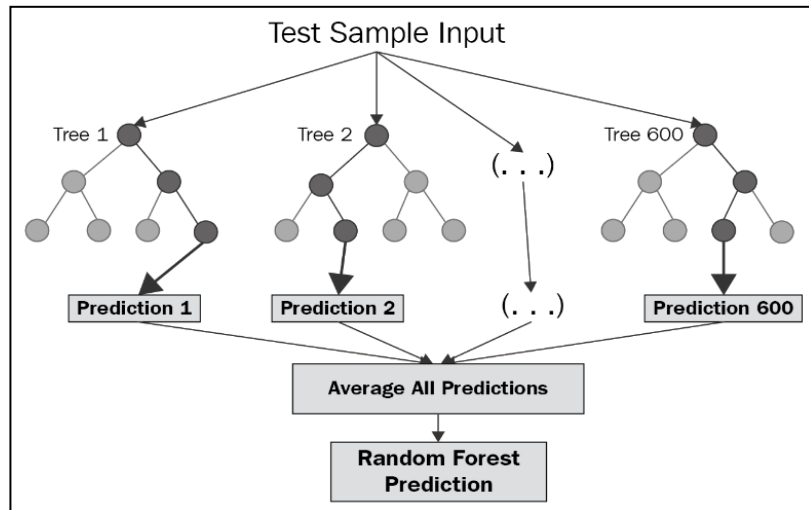 Test Sample Input
Tree 1
Tree 2
(. . .)
Tree 600
Prediction 1
Prediction 2
(. . .)
Prediction 600
Average All Predictions
Random Forest
Prediction